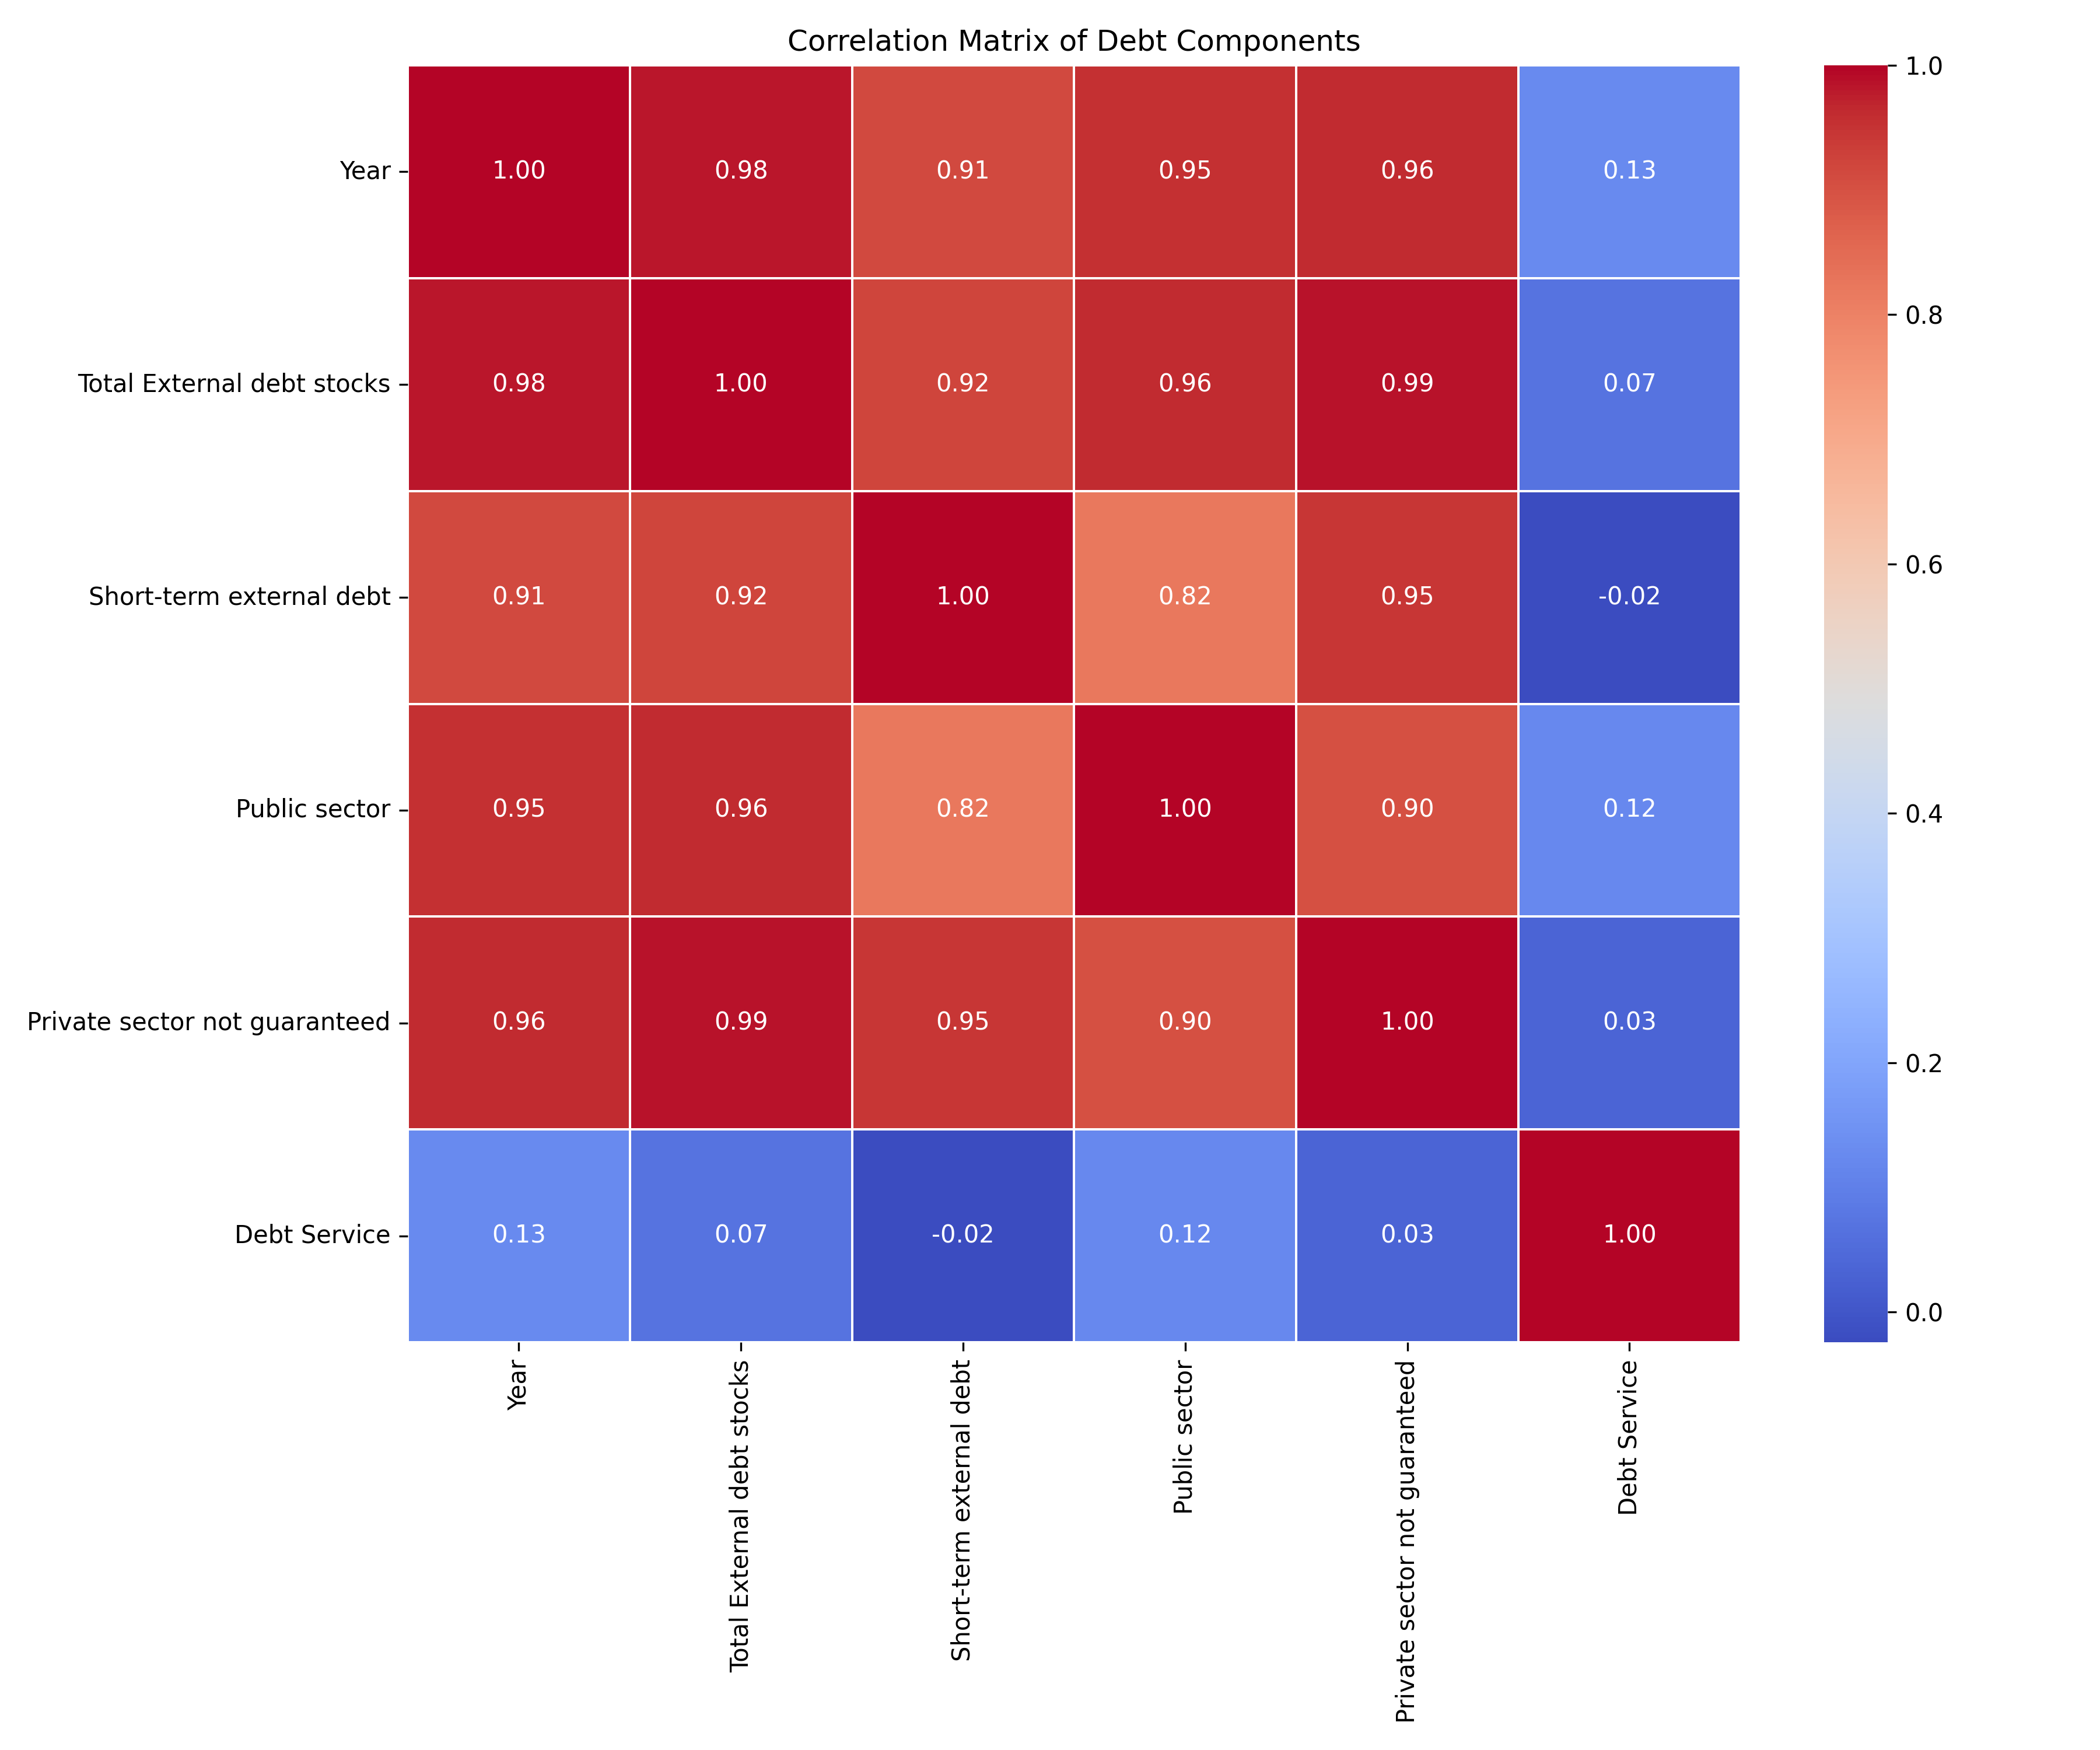 Correlation Matrix of Debt Components
Year
1.00 0.98 0.91 0.95 0.96 0.13
Total External debt stocks
0.98 1.00 0.92 0.96 0.99 0.07
Short-term external debt
0.91 0.92 1.00 0.82 0.95 -0.02
Public sector
0.95 0.96 0.82 1.00 0.90 0.12
Private sector not guaranteed
0.96 0.99 0.95 0.90 1.00 0.03
Debt Service
0.13 0.07 -0.02 0.12 0.03 1.00
Year
Total External debt stocks
Short-term external debt
Public sector
Private sector not guaranteed
Debt Service
1.0
0.8
0.6
0.4
0.2
0.0